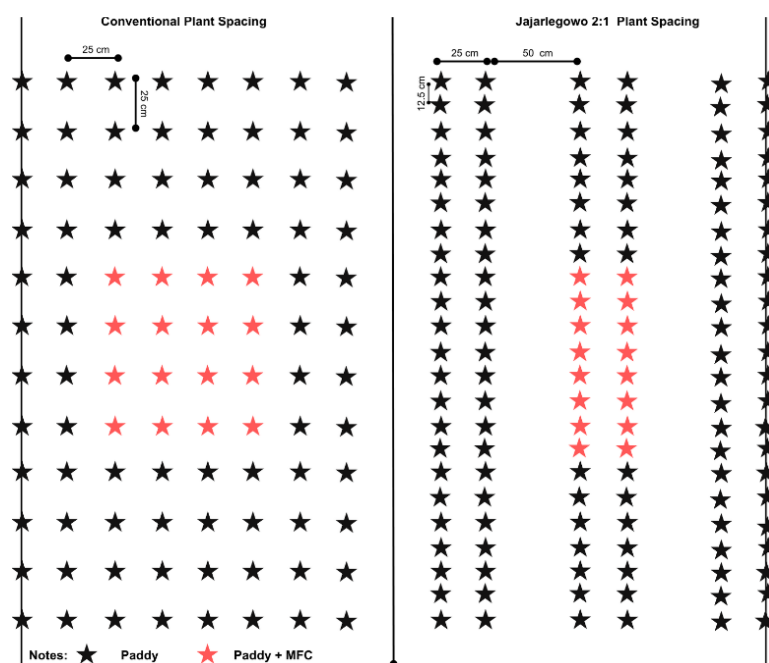 Conventional Plant Spacing
25 cm
25 cm
Jajarlegowo 2:1 Plant Spacing
25 cm
50 cm
12.5 cm
Notes:
Paddy
Paddy + MFC